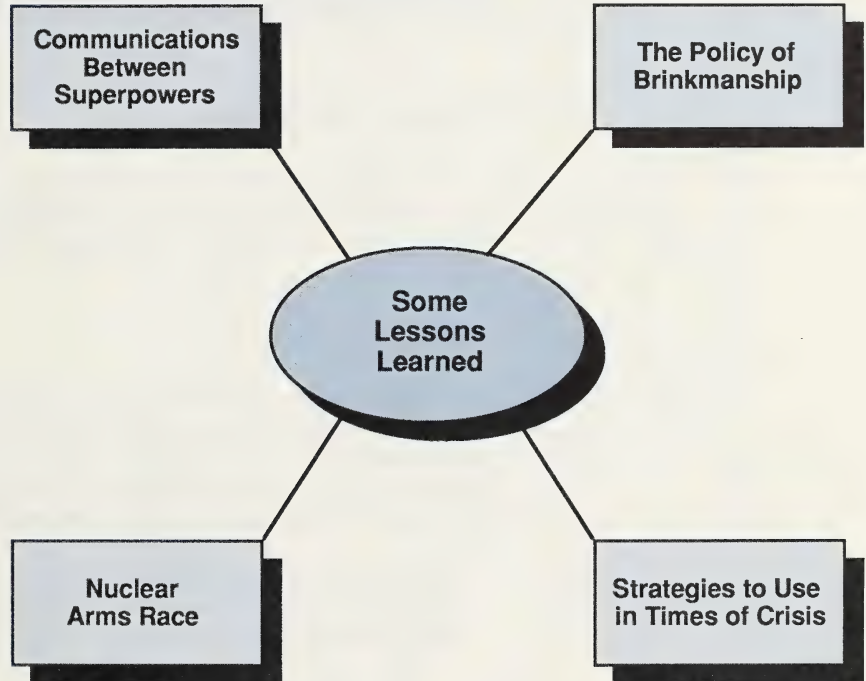 Communications
Between
Superpowers
The Policy of
Brinkmanship
Some
Lessons
Learned
Nuclear
Arms Race
Strategies to Use
in Times of Crisis